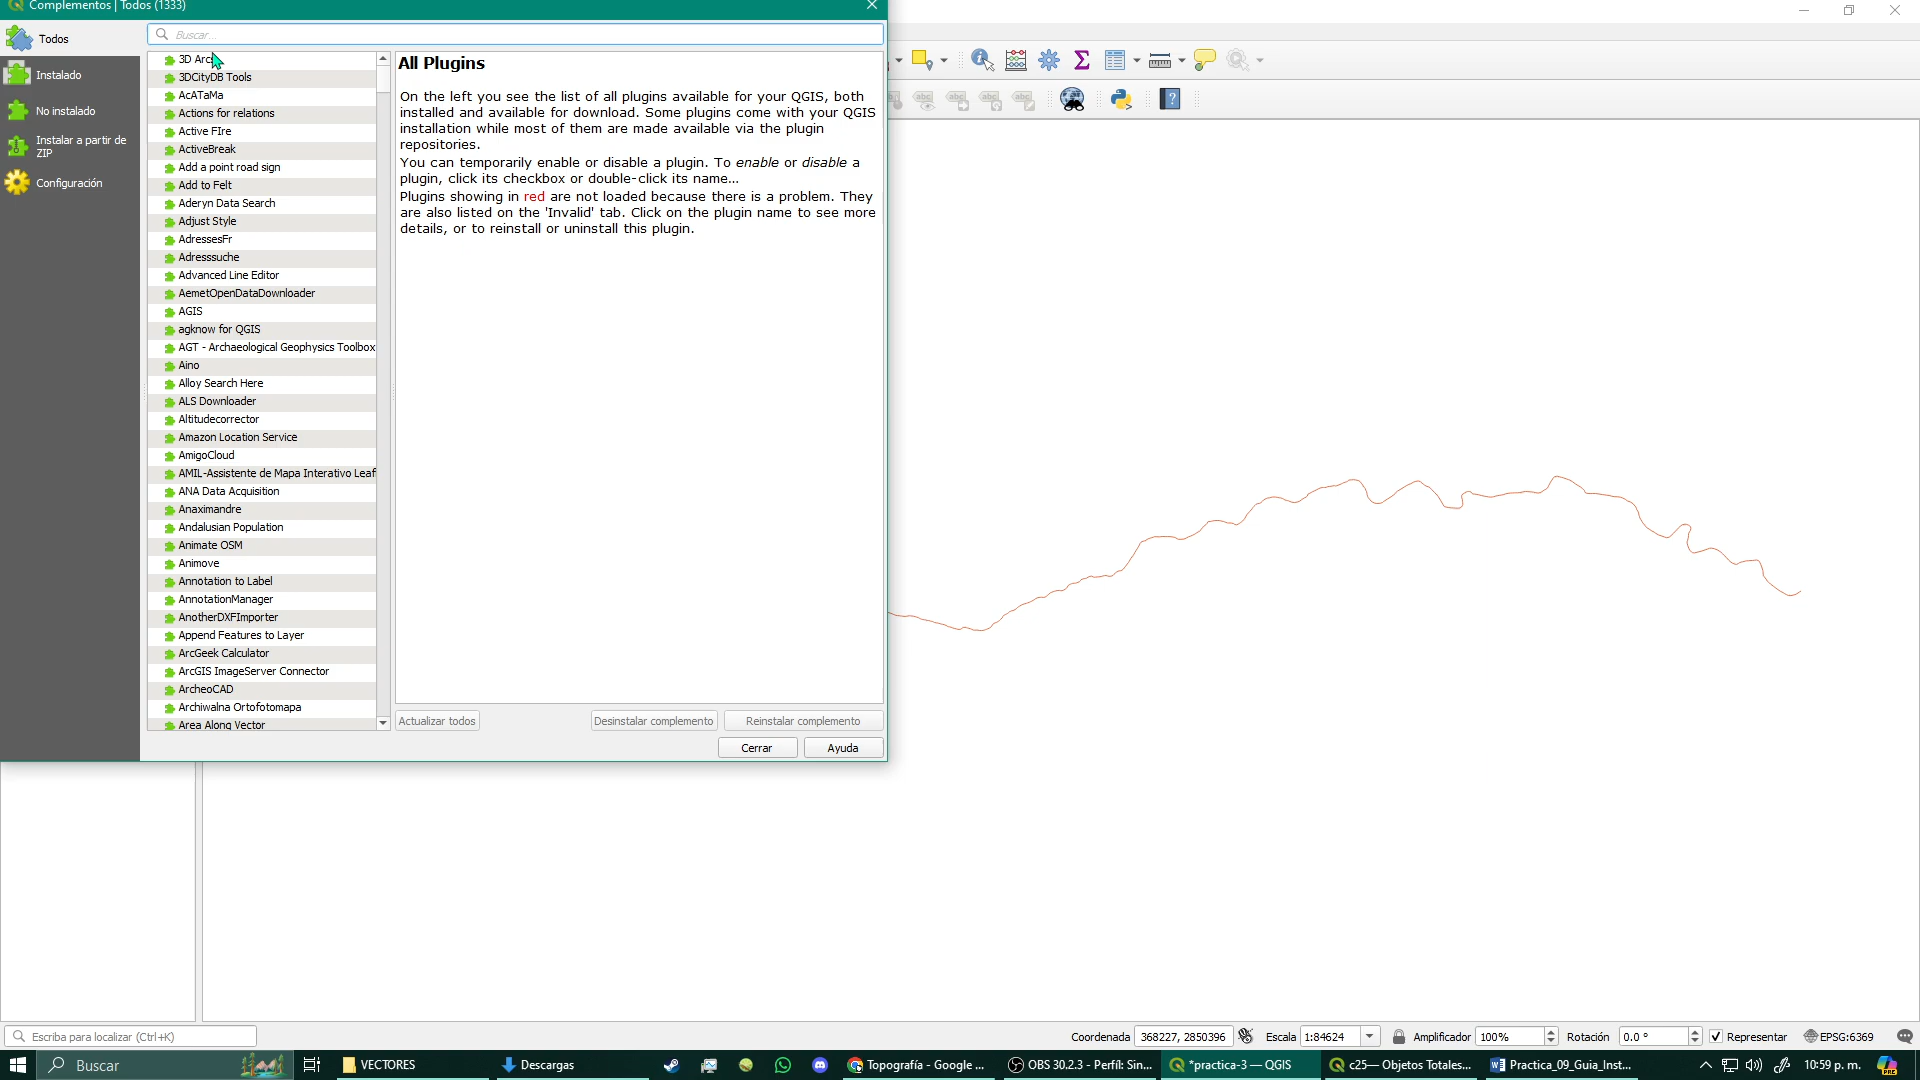 Complementos | Todos (1333)
Todos
Instalado
No instalado
Instalar a partir de
ZIP
Configuración
Buscar...
3D Arc
3DCityDB Tools
AcATaMa
Actions for relations
Active FIre
ActiveBreak
Add a point road sign
Add to Felt
Aderyn Data Search
Adjust Style
AdressesFr
Adresssuche
Advanced Line Editor
AemetOpenDataDownloader
AGIS
agknow for QGIS
AGT - Archaeological Geophysics Toolbox
Aino
Alloy Search Here
ALS Downloader
Altitudecorrector
Amazon Location Service
AmigoCloud
AMIL-Assistente de Mapa Interativo Leaf
ANA Data Acquisition
Anaximandre
Andalusian Population
Animate OSM
Animove
Annotation to Label
AnnotationManager
AnotherDXFImporter
Append Features to Layer
ArcGeek Calculator
ArcGIS ImageServer Connector
ArcheoCAD
Archiwalna Ortofotomapa
Area Along Vector
All Plugins
On the left you see the list of all plugins available for your QGIS, both
installed and available for download. Some plugins come with your QGIS
installation while most of them are made available via the plugin
repositories.
You can temporarily enable or disable a plugin. To enable or disable a
plugin, click its checkbox or double-click its name...
Plugins showing in red are not loaded because there is a problem. They
are also listed on the 'Invalid' tab. Click on the plugin name to see more
details, or to reinstall or uninstall this plugin.
Actualizar todos
Desinstalar complemento
Reinstalar complemento
Cerrar
Ayuda
Escriba para localizar (Ctrl+K)
Coordenada 368227, 2850396
Escala 1:84624
Amplificador 100%
Rotación 0.0 °
Representar
EPSG:6369
Buscar
VECTORES
Descargas
Topografía - Google ...
OBS 30.2.3 - Perfil: Sin...
*practica-3 — QGIS
c25— Objetos Totales...
Practica_09_Guia_Inst...
10:59 p. m.